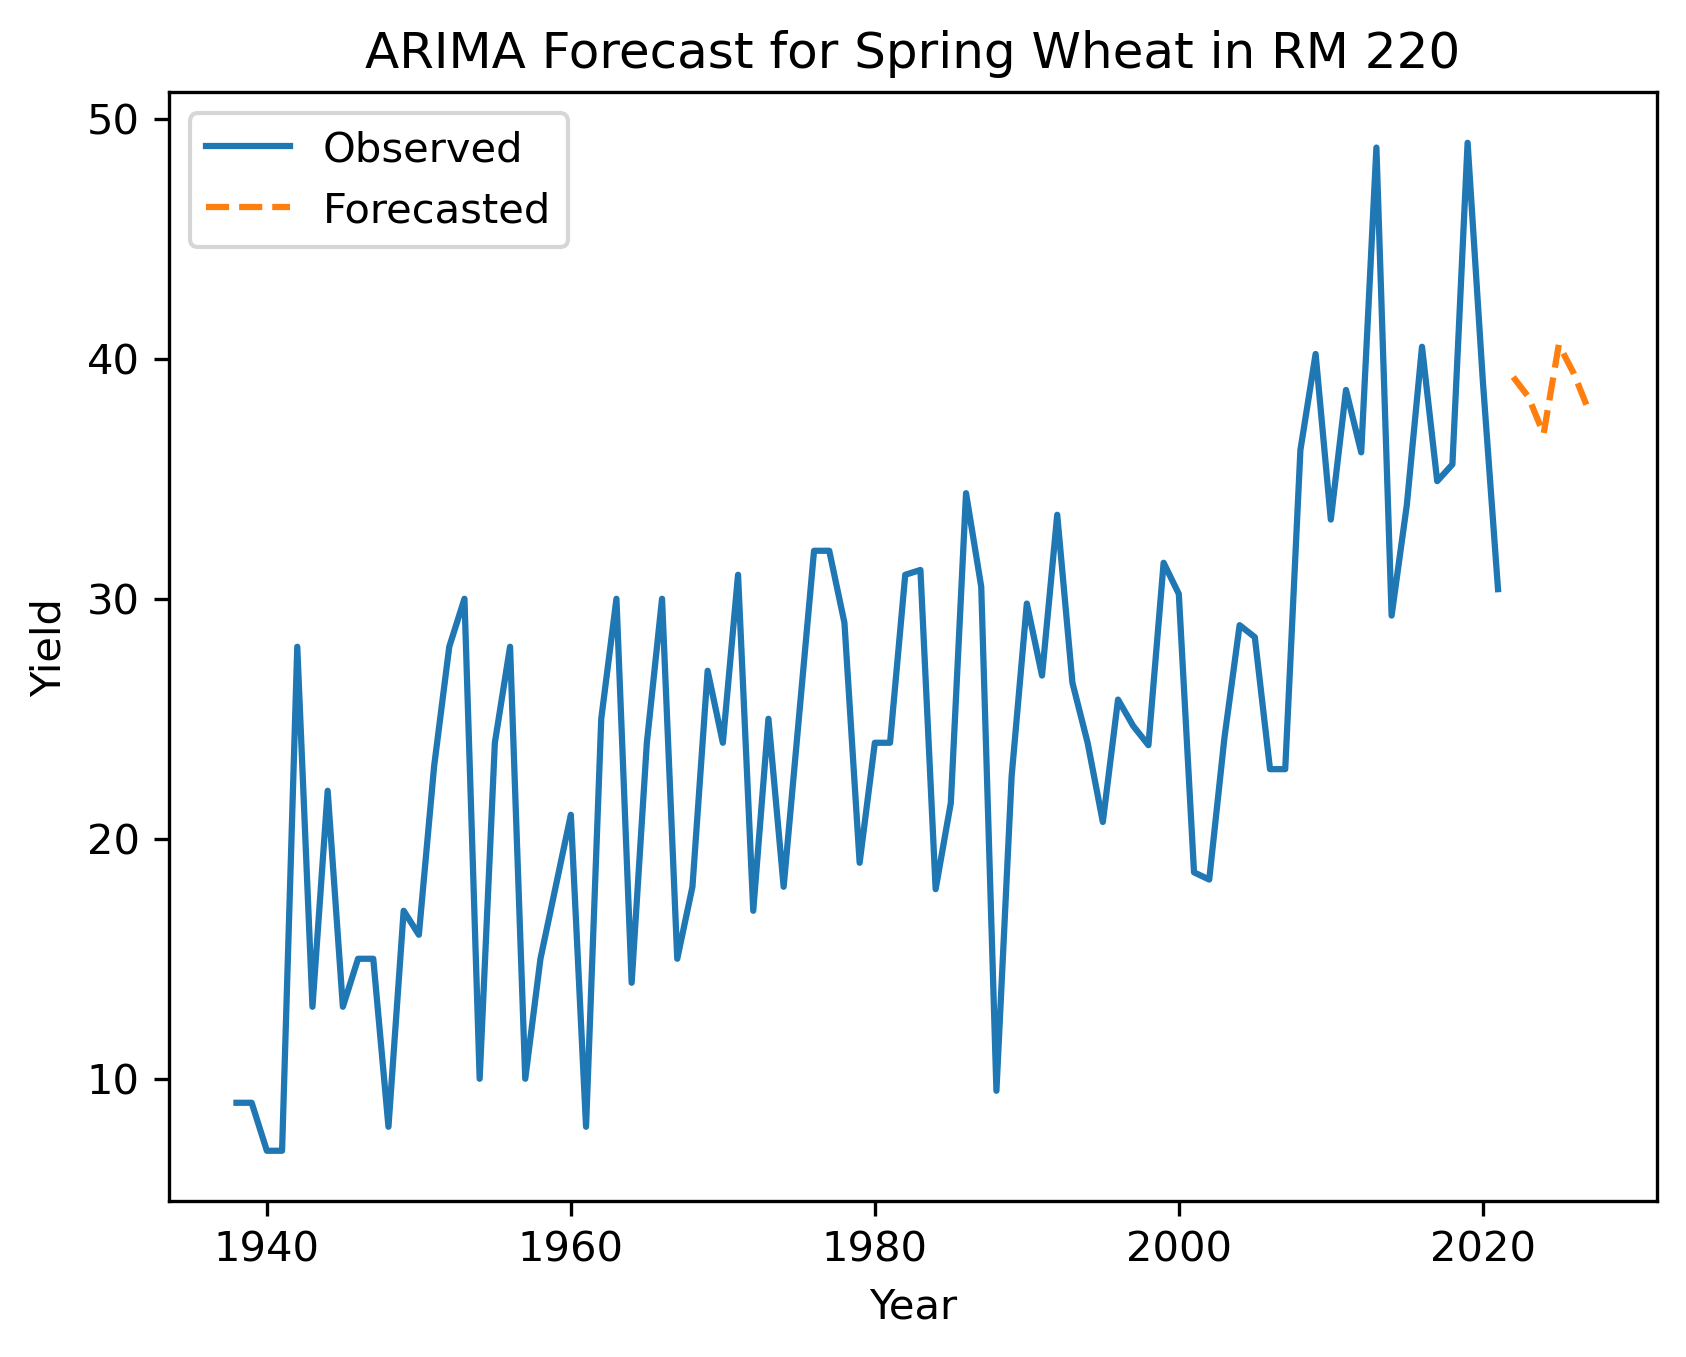 ARIMA Forecast for Spring Wheat in RM 220
Observed
Forecasted
50
40
30
20
10
Yield
1940 1960 1980 2000 2020
Year